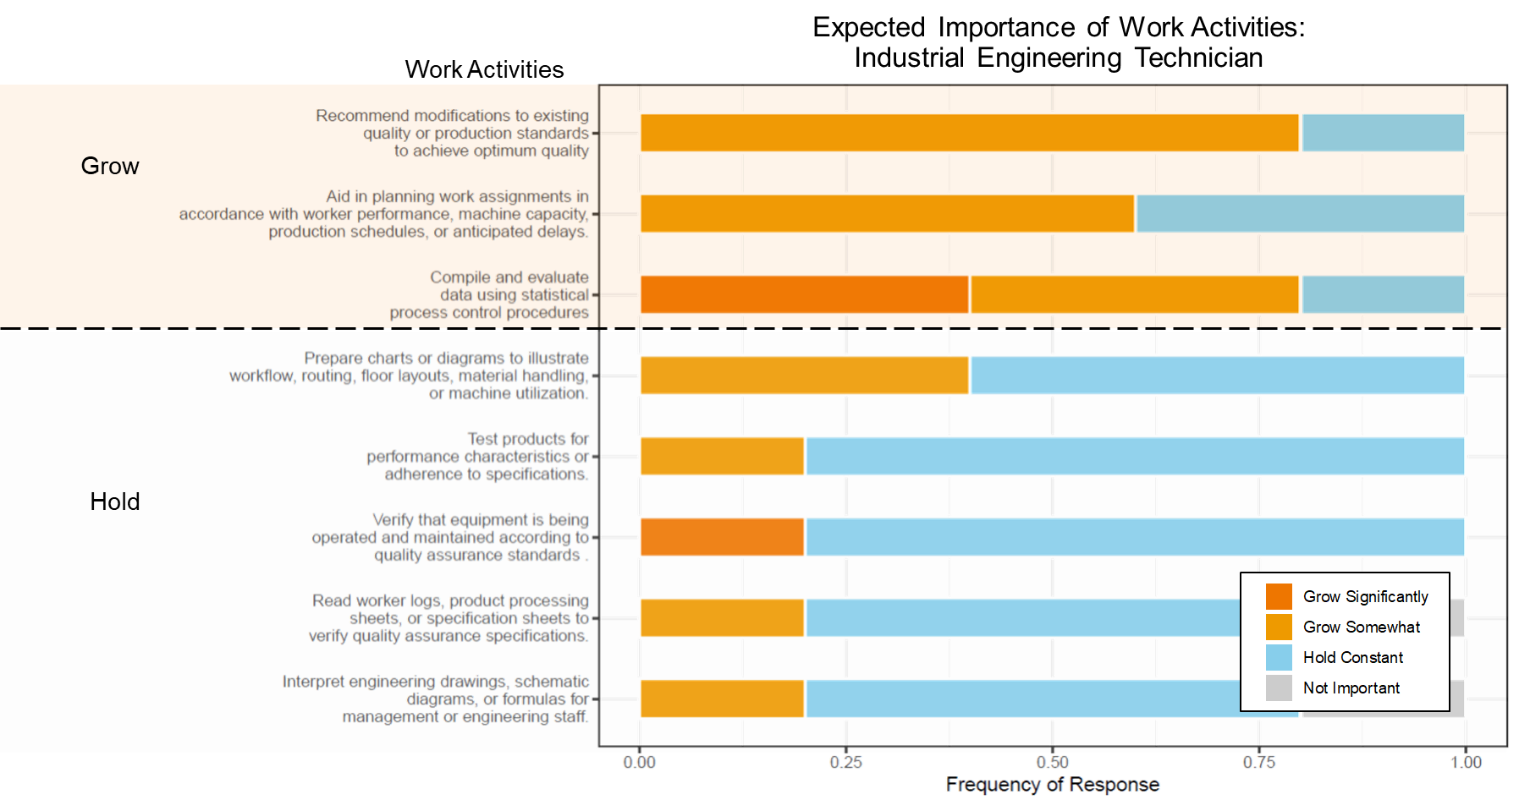 Expected Importance of Work Activities:
Industrial Engineering Technician
Work Activities
Grow
Recommend modifications to existing
quality or production standards
to achieve optimum quality
Aid in planning work assignments in
accordance with worker performance, machine capacity,
production schedules, or anticipated delays.
Compile and evaluate
data using statistical
process control procedures
Hold
Prepare charts or diagrams to illustrate
workflow, routing, floor layouts, material handling,
or machine utilization.
Test products for
performance characteristics or
adherence to specifications.
Verify that equipment is being
operated and maintained according to
quality assurance standards .
Read worker logs, product processing
sheets, or specification sheets to
verify quality assurance specifications.
Interpret engineering drawings, schematic
diagrams, or formulas for
management or engineering staff.
Grow Significantly
Grow Somewhat
Hold Constant
Not Important
0.00 0.25 0.50 0.75 1.00
Frequency of Response